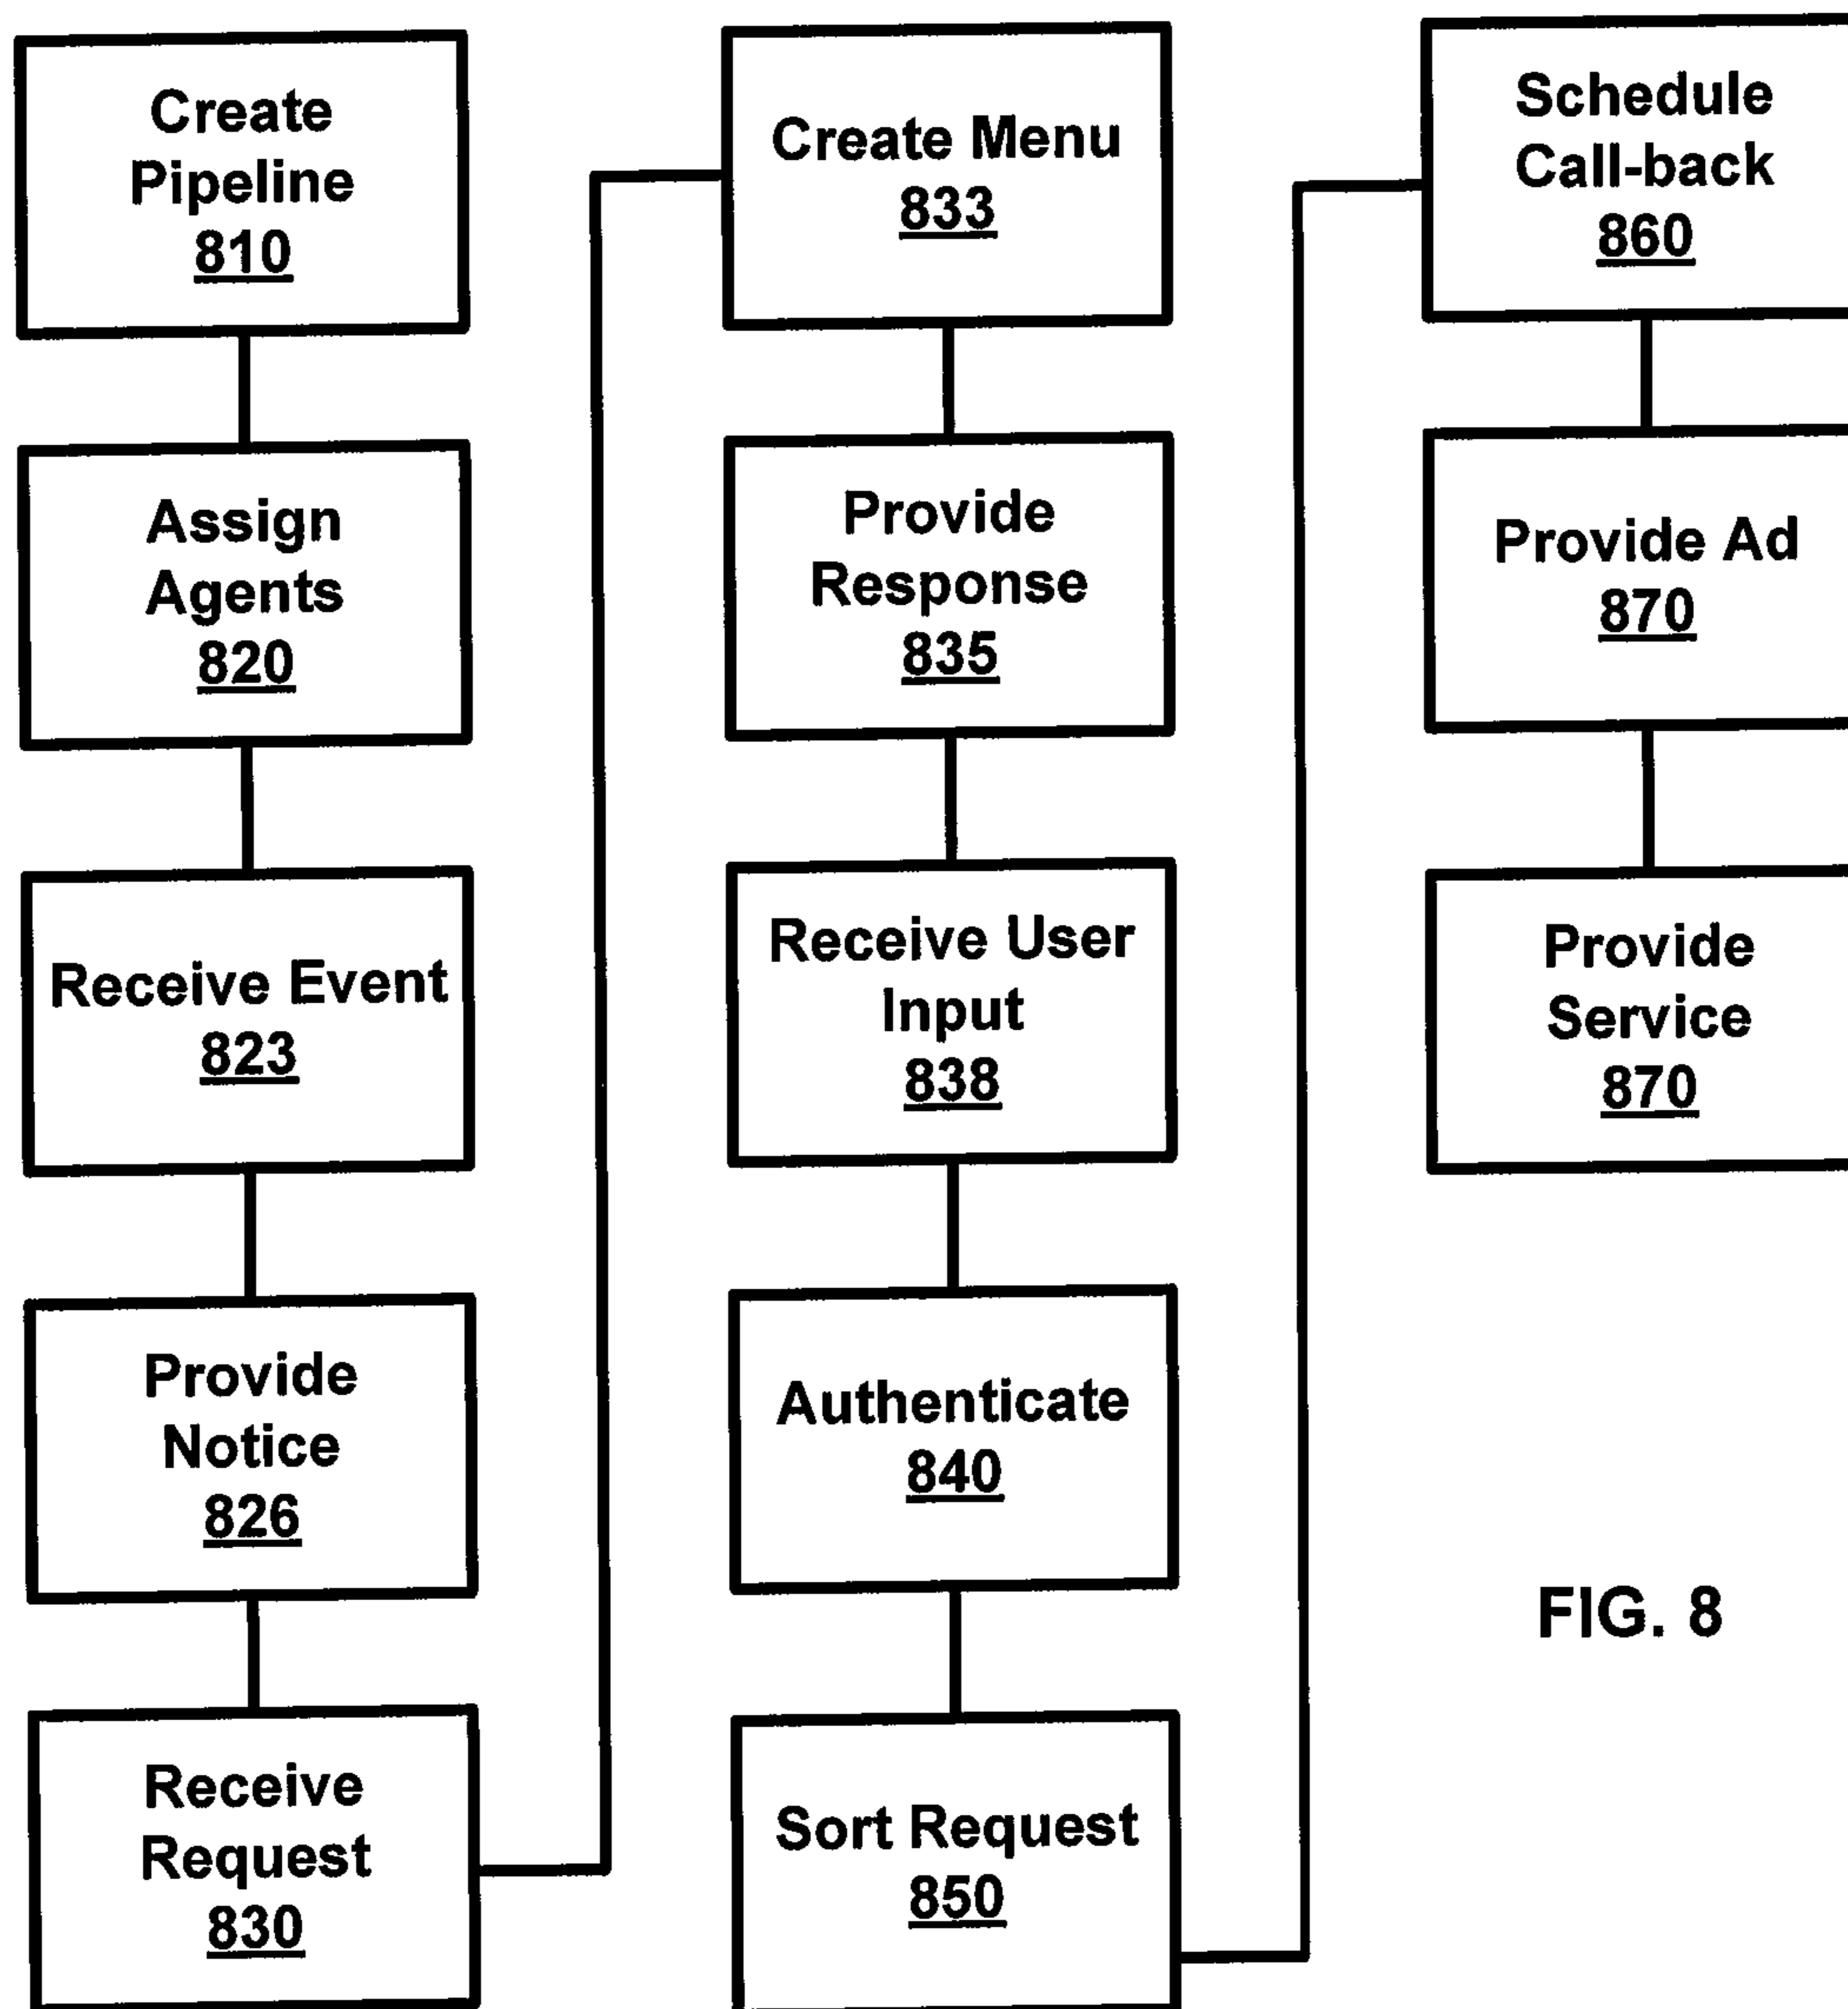 Create
Pipeline
810
Assign
Agents
820
Receive Event
823
Provide
Notice
826
Receive
Request
830
Create Menu
833
Provide
Response
835
Receive User
Input
838
Authenticate
840
Sort Request
850
Schedule
Call-back
860
Provide Ad
870
Provide
Service
870
FIG. 8